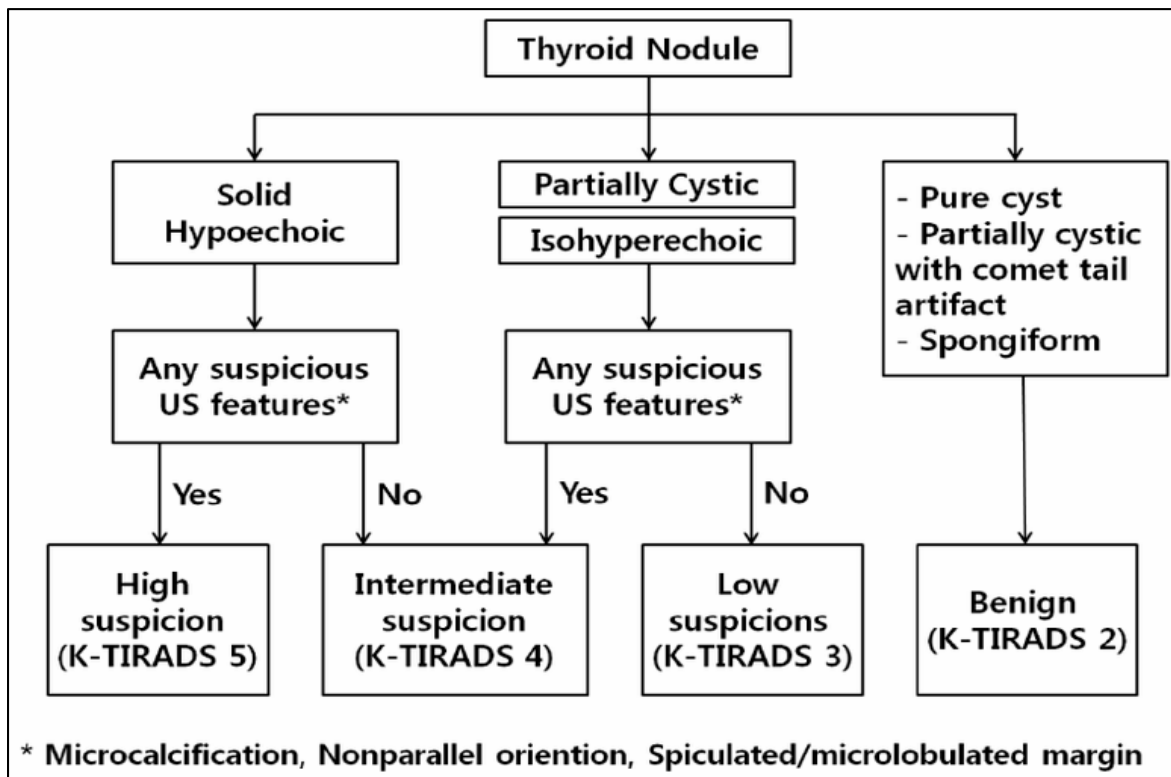 Thyroid Nodule
Solid
Hypoechoic
Partially Cystic
Isohyperechoic
- Pure cyst
- Partially cystic
with comet tail
artifact
- Spongiform
Any suspicious
US features*
Any suspicious
US features*
Yes
No
Yes
No
High
suspicion
(K-TIRADS 5)
Intermediate
suspicion
(K-TIRADS 4)
Low
suspicions
(K-TIRADS 3)
Benign
(K-TIRADS 2)
* Microcalcification, Nonparallel oriention, Spiculated/microlobulated margin